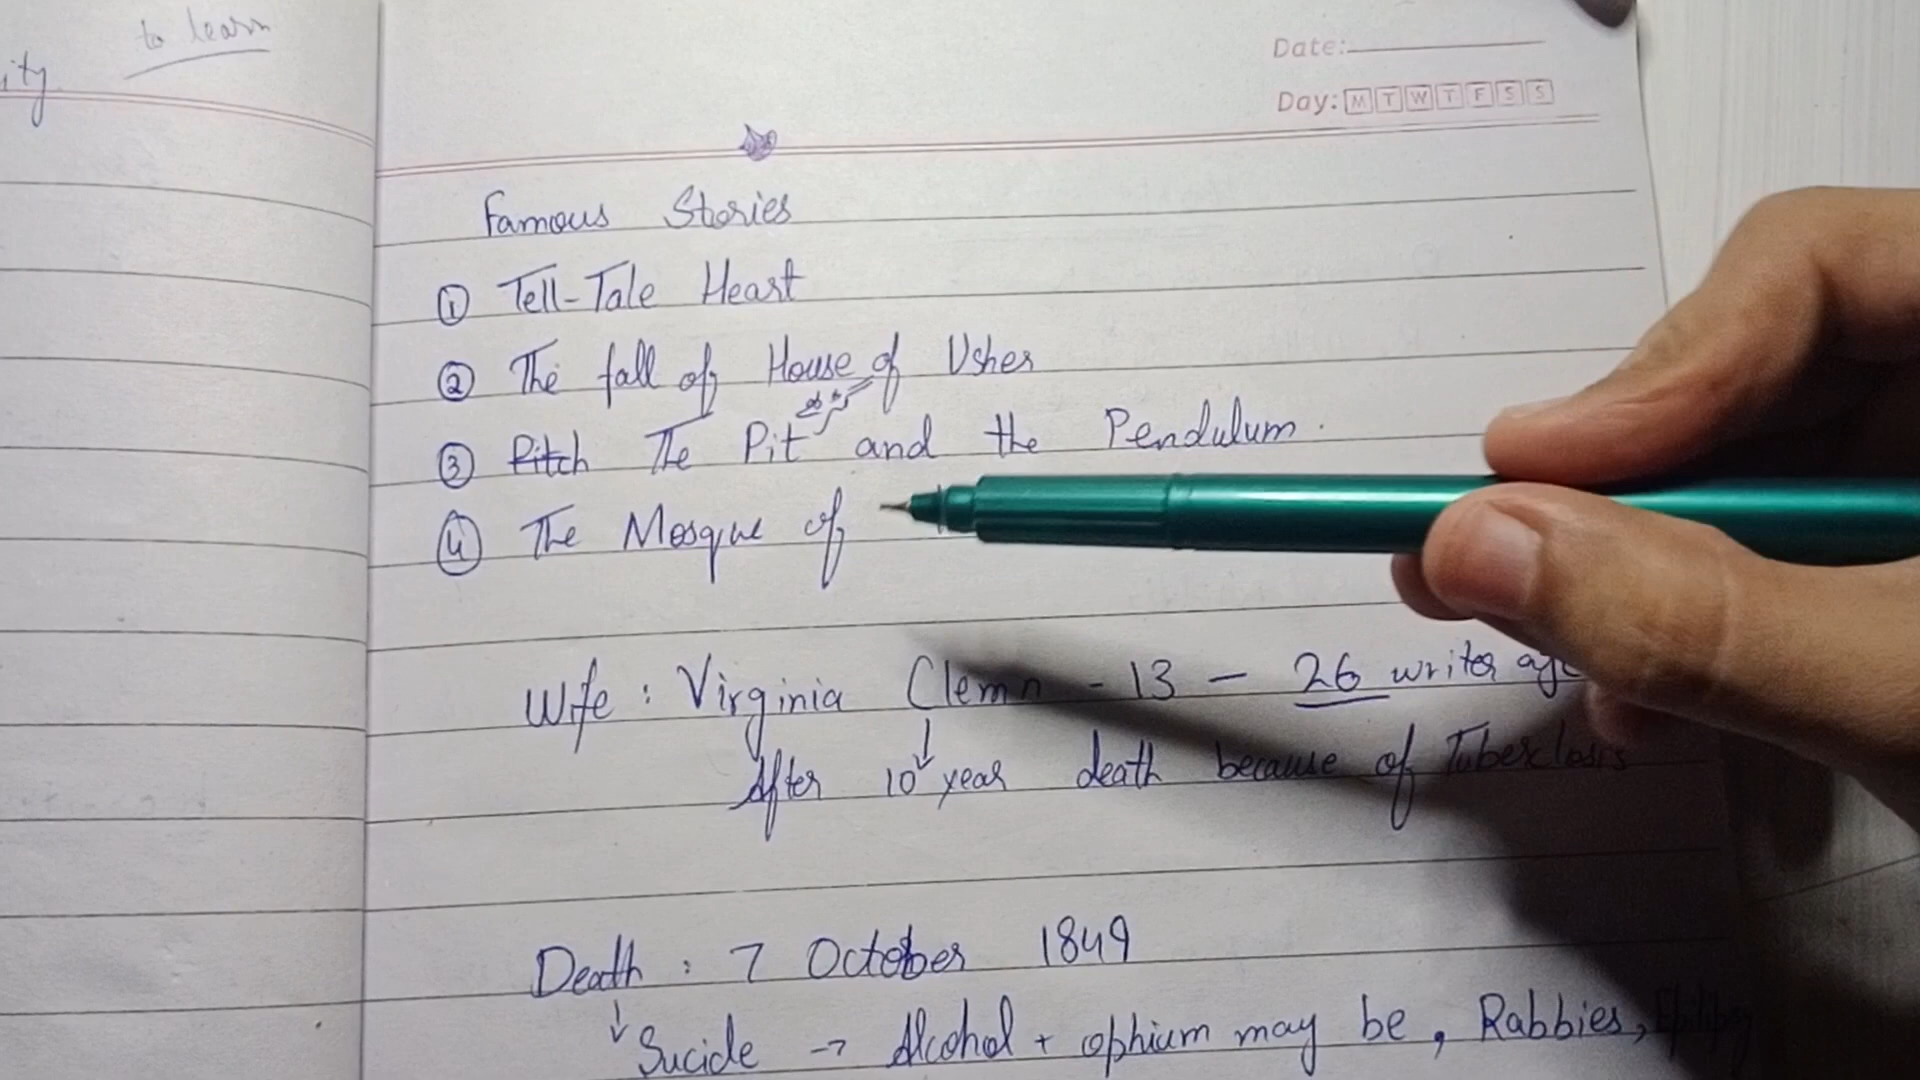 to learn
ity
Date:
Day: M T W T F S S
Famous Stories
① Tell-Tale Heart
② The fall of House of Usher
③ Pitch The Pit and the Pendulum.
④ The Mosque of
Wife : Virginia Clemn - 13 - 26 writer age
After 10 year death because of Tuberclosis
Death : 7 October 1849
Sucide → Alcohol + ophium may be, Rabbies,